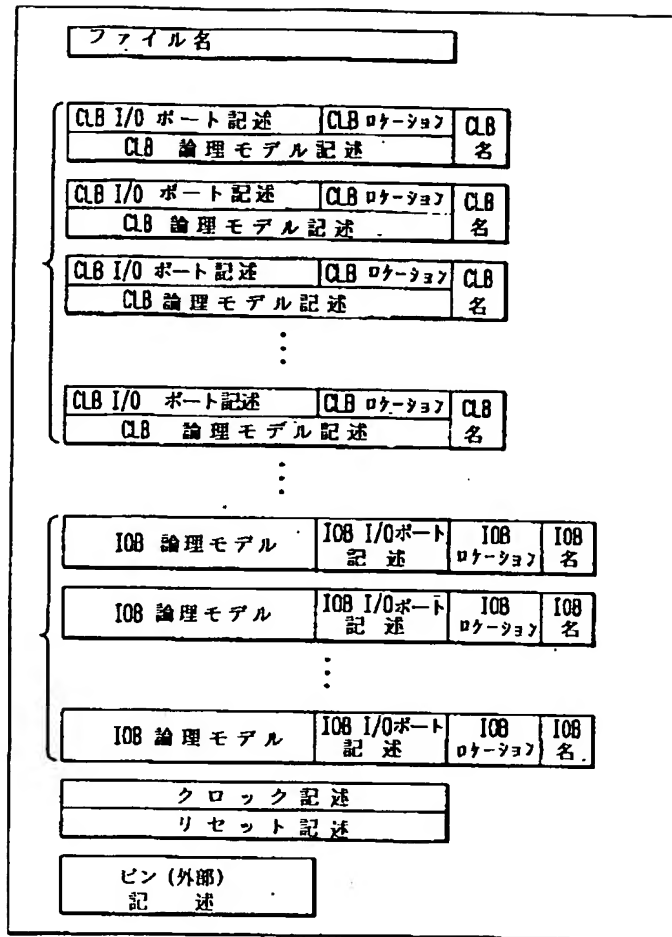 ファイル名
CLB I/O ポート記述 CLB ロケーション CLB
CLB 論理モデル記述 名
CLB I/O ポート記述 CLB ロケーション CLB
CLB 論理モデル記述 名
CLB I/O ポート記述 CLB ロケーション CLB
CLB 論理モデル記述 名
CLB I/O ポート記述 CLB ロケーション CLB
CLB 論理モデル記述 名
IOB 論理モデル IOB I/Oポート IOB IOB
記述 ロケーション 名
IOB 論理モデル IOB I/Oポート IOB IOB
記述 ロケーション 名
IOB 論理モデル IOB I/Oポート IOB IOB
記述 ロケーション 名
クロック記述
リセット記述
ピン (外部)
記 述